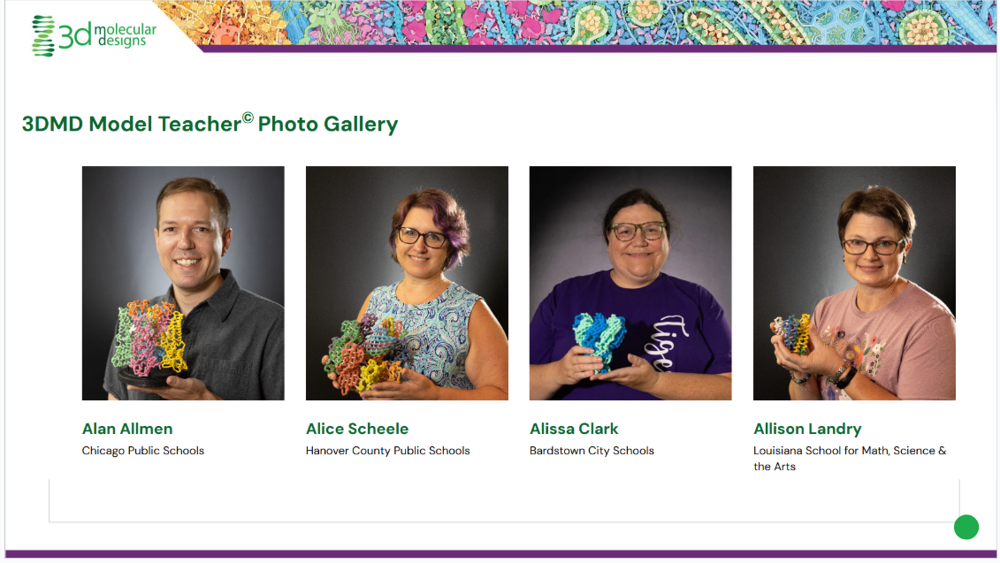 3d molecular
designs
3DMD Model Teacher© Photo Gallery
Tige
Alan Allmen
Chicago Public Schools
Alice Scheele
Hanover County Public Schools
Alissa Clark
Bardstown City Schools
Allison Landry
Louisiana School for Math, Science &
the Arts